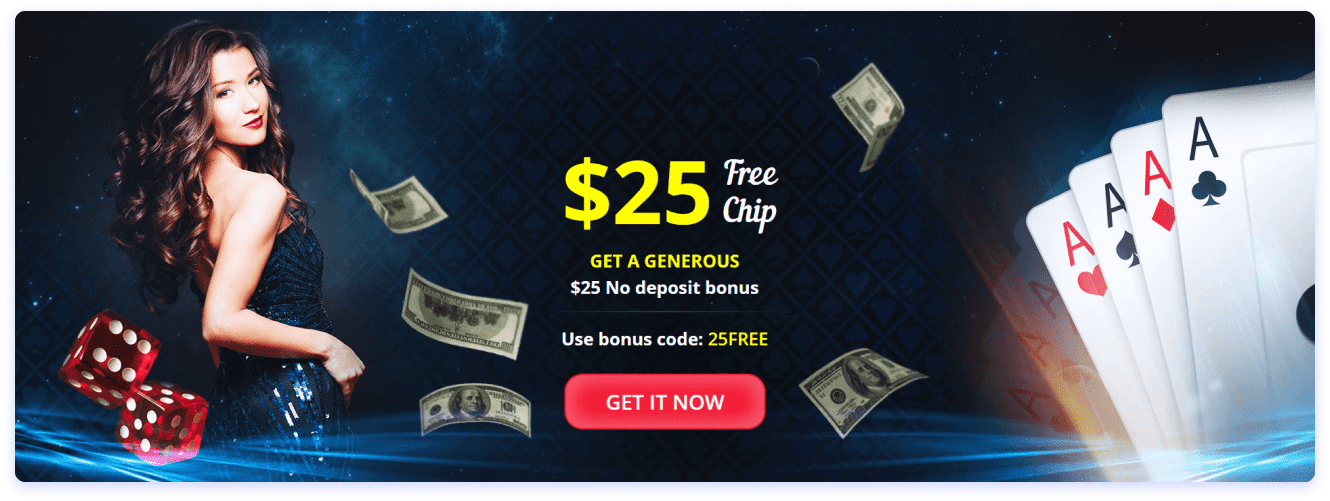 $25 Free
Chip
GET A GENEROUS
$25 No deposit bonus
Use bonus code: 25FREE
GET IT NOW
A
A
A
A